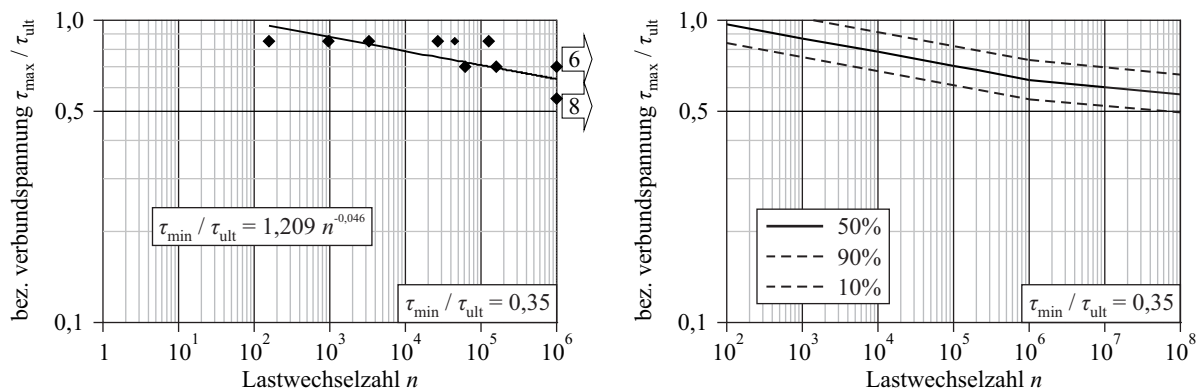 bez. verbundspannung τmax / τult
1,0
0,5
0,1
6
8
τmin / τult = 1,209 n^-0,046
τmin / τult = 0,35
1 10^1 10^2 10^3 10^4 10^5 10^6
Lastwechselzahl n
bez. verbundspannung τmax / τult
1,0
0,5
0,1
50%
90%
10%
τmin / τult = 0,35
10^2 10^3 10^4 10^5 10^6 10^7 10^8
Lastwechselzahl n